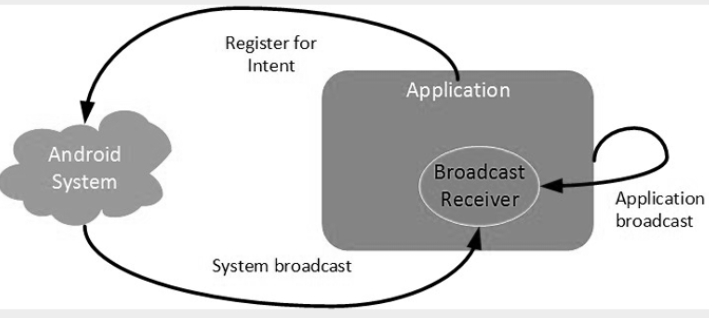 Register for
Intent
Application
Android
System
Broadcast
Receiver
Application
broadcast
System broadcast